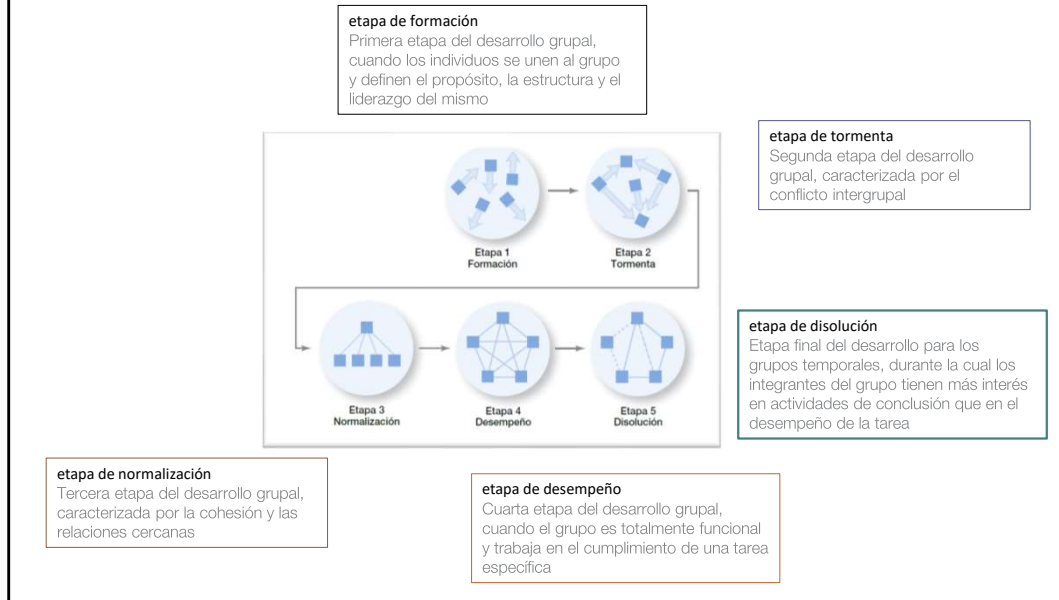 etapa de formación
Primera etapa del desarrollo grupal,
cuando los individuos se unen al grupo
y definen el propósito, la estructura y el
liderazgo del mismo
etapa de tormenta
Segunda etapa del desarrollo
grupal, caracterizada por el
conflicto intergrupal
Etapa 1
Formación
Etapa 2
Tormenta
etapa de disolución
Etapa final del desarrollo para los
grupos temporales, durante la cual los
integrantes del grupo tienen más interés
en actividades de conclusión que en el
desempeño de la tarea
Etapa 3
Normalización
Etapa 4
Desempeño
Etapa 5
Disolución
etapa de normalización
Tercera etapa del desarrollo grupal,
caracterizada por la cohesión y las
relaciones cercanas
etapa de desempeño
Cuarta etapa del desarrollo grupal,
cuando el grupo es totalmente funcional
y trabaja en el cumplimiento de una tarea
específica